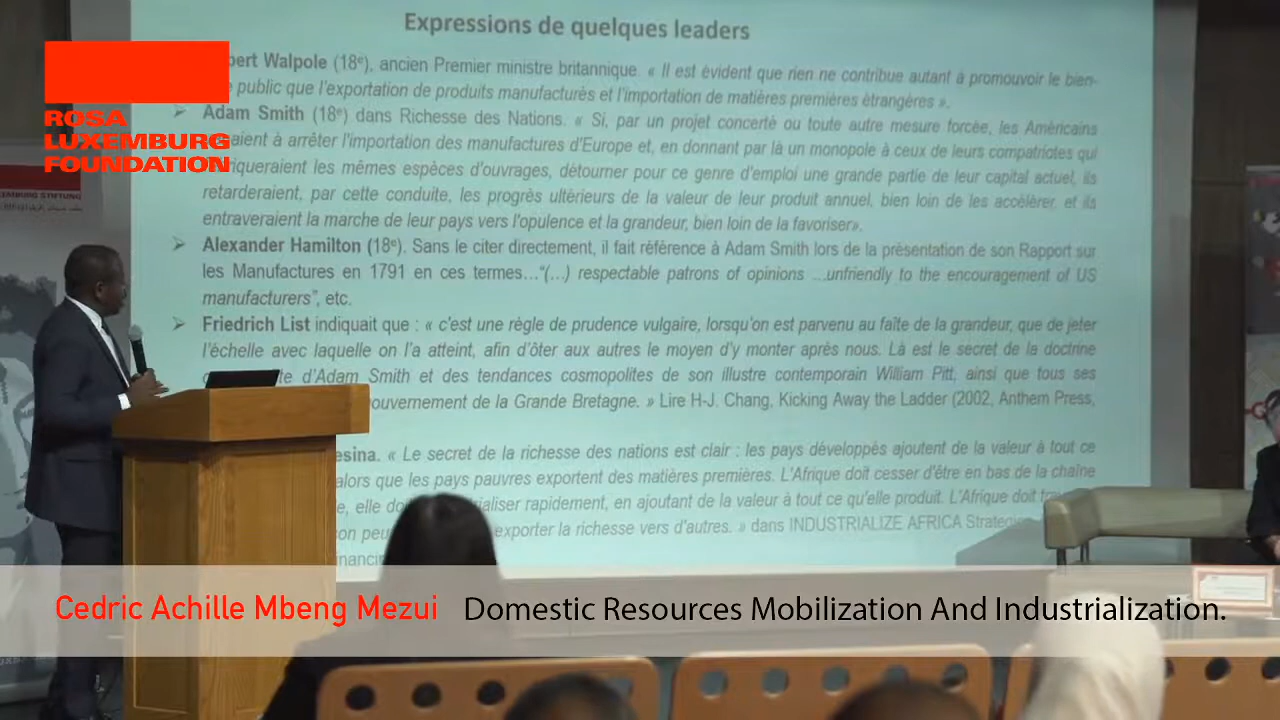 Expressions de quelques leaders
bert Walpole (18e), ancien Premier ministre britannique. « Il est évident que rien ne contribue autant à promouvoir le bien-
public que l'exportation de produits manufacturés et l'importation de matières premières étrangères ».
➢ Adam Smith (18e) dans Richesse des Nations. « Si, par un projet concerté ou toute autre mesure forcée, les Américains
aient à arrêter l'importation des manufactures d'Europe et, en donnant par là un monopole à ceux de leurs compatriotes qui
iqueraient les mêmes espèces d'ouvrages, détourner pour ce genre d'emploi une grande partie de leur capital actuel, ils
retarderaient, par cette conduite, les progrès ultérieurs de la valeur de leur produit annuel, bien loin de les accélérer, et ils
entraveraient la marche de leur pays vers l'opulence et la grandeur, bien loin de la favoriser».
➢ Alexander Hamilton (18e). Sans le citer directement, il fait référence à Adam Smith lors de la présentation de son Rapport sur
les Manufactures en 1791 en ces termes…"(…) respectable patrons of opinions …unfriendly to the encouragement of US
manufacturers", etc.
➢ Friedrich List indiquait que : « c'est une règle de prudence vulgaire, lorsqu'on est parvenu au faîte de la grandeur, que de jeter
l'échelle avec laquelle on l'a atteint, afin d'ôter aux autres le moyen d'y monter après nous. Là est le secret de la doctrine
te d'Adam Smith et des tendances cosmopolites de son illustre contemporain William Pitt, ainsi que tous ses
ouvernement de la Grande Bretagne. » Lire H-J. Chang, Kicking Away the Ladder (2002, Anthem Press,
esina. « Le secret de la richesse des nations est clair : les pays développés ajoutent de la valeur à tout ce
alors que les pays pauvres exportent des matières premières. L'Afrique doit cesser d'être en bas de la chaîne
e, elle do rialiser rapidement, en ajoutant de la valeur à tout ce qu'elle produit. L'Afrique doit
son peu exporter la richesse vers d'autres. » dans INDUSTRIALIZE AFRICA
financi
ROSA
LUXEMBURG
FOUNDATION
Cedric Achille Mbeng Mezui Domestic Resources Mobilization And Industrialization.